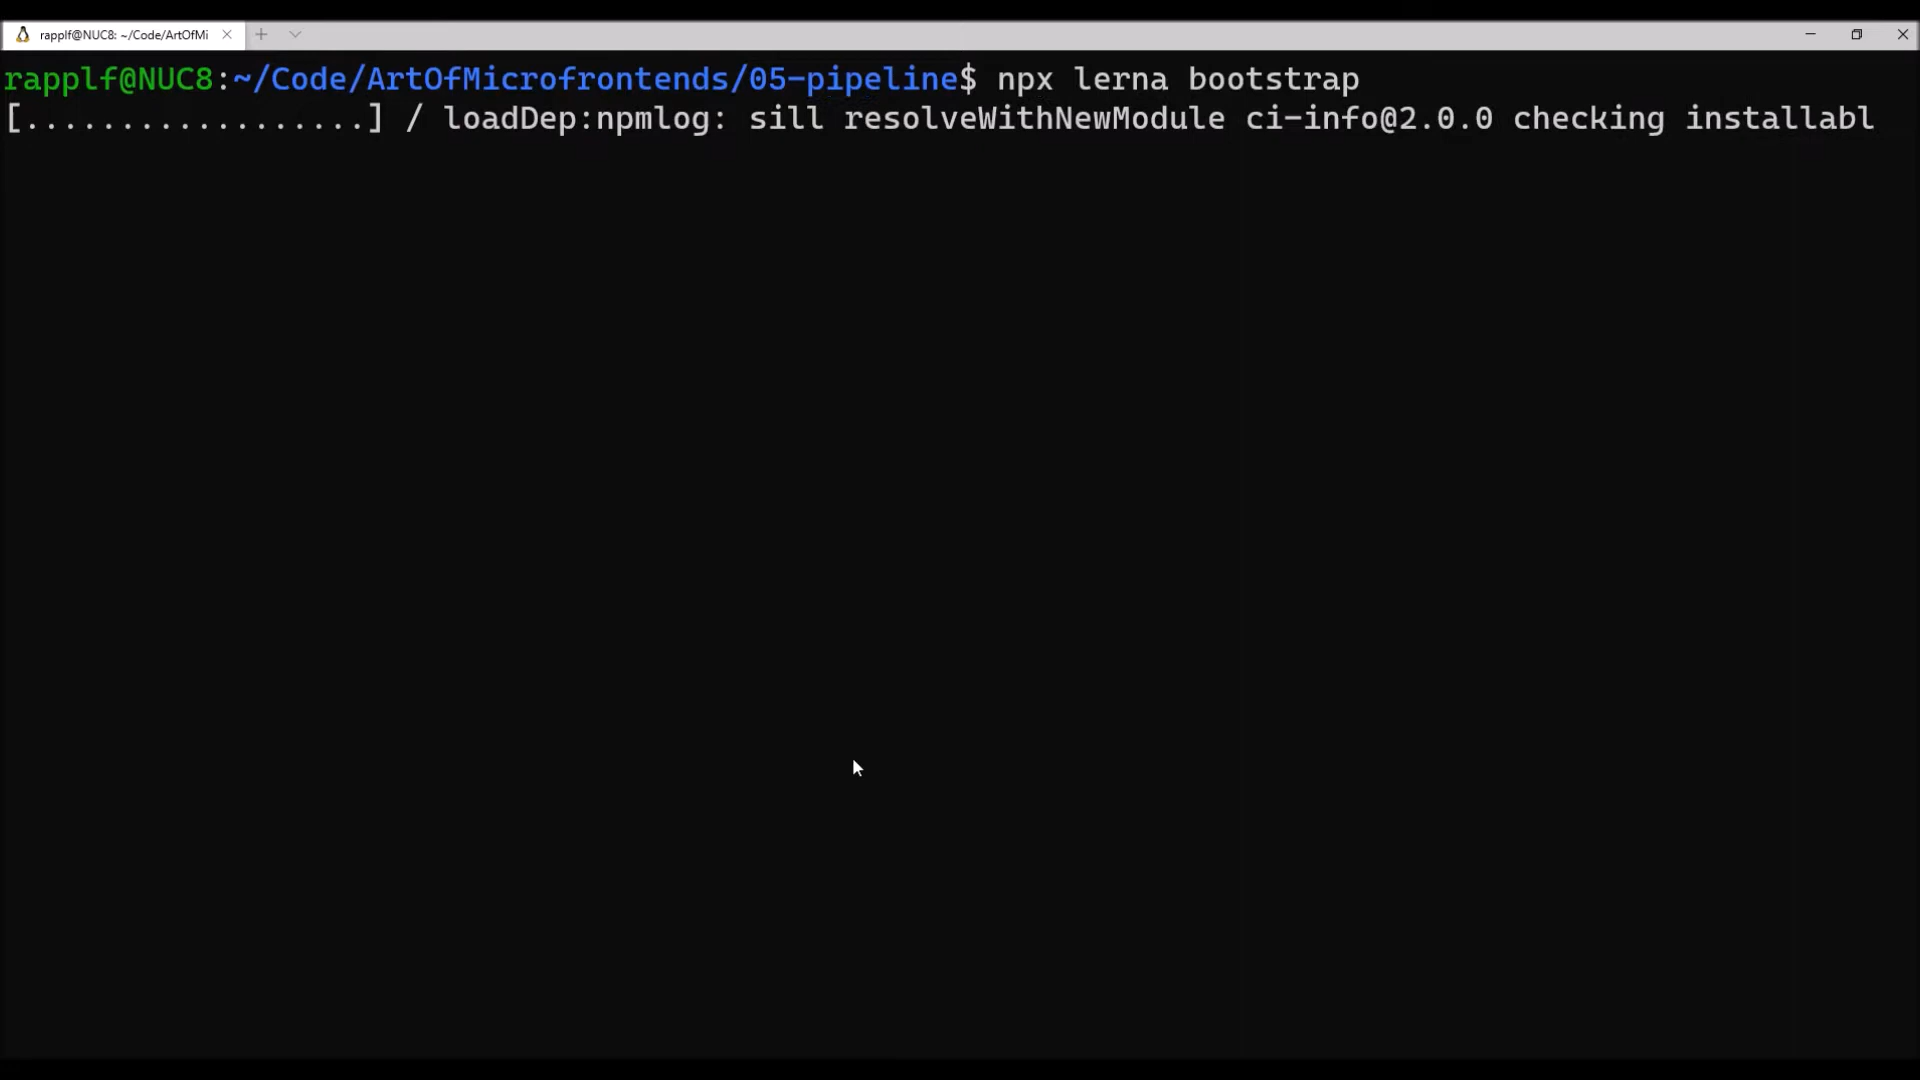 rapplf@NUC8: ~/Code/ArtOfMi
rapplf@NUC8:~/Code/ArtOfMicrofrontends/05-pipeline$ npx lerna bootstrap
[..................] / loadDep:npmlog: sill resolveWithNewModule ci-info@2.0.0 checking installabl